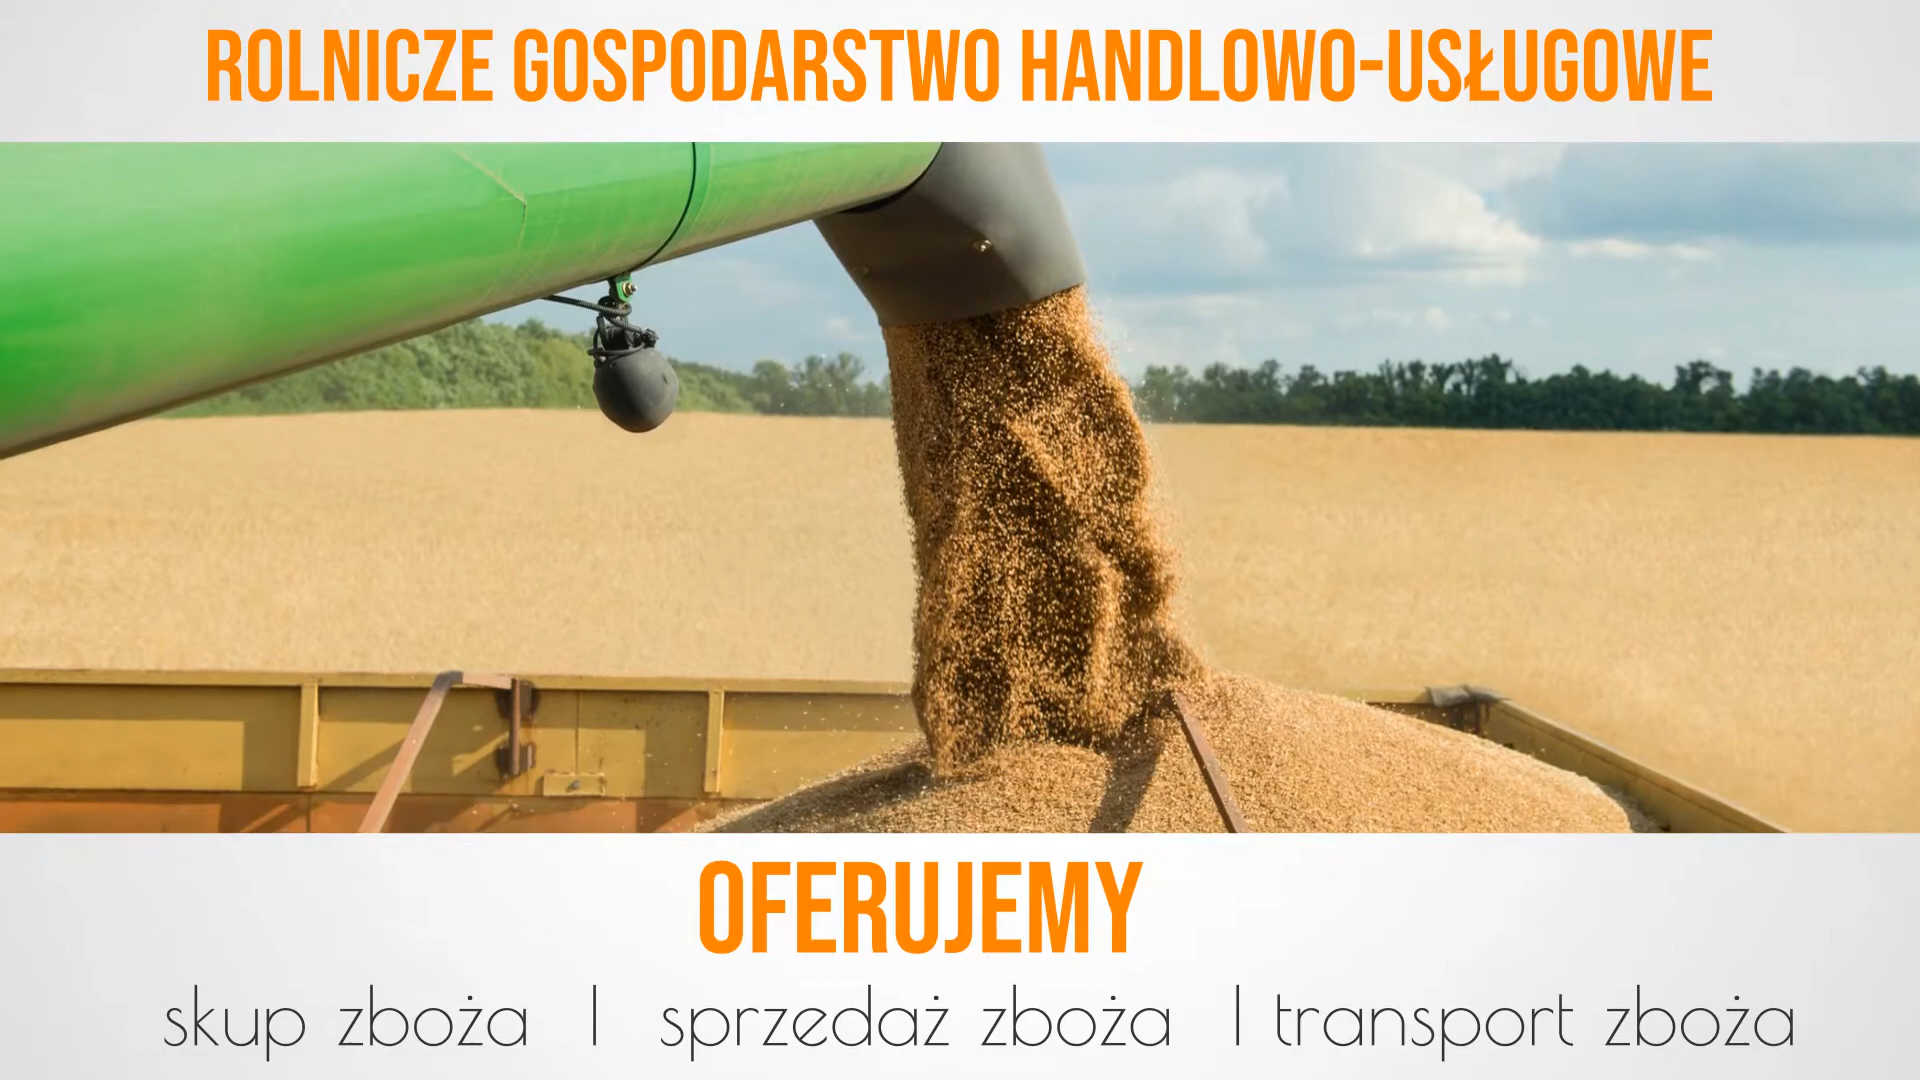 ROLNICZE GOSPODARSTWO HANDLOWO-USŁUGOWE
OFERUJEMY
skup zboża | sprzedaż zboża | transport zboża